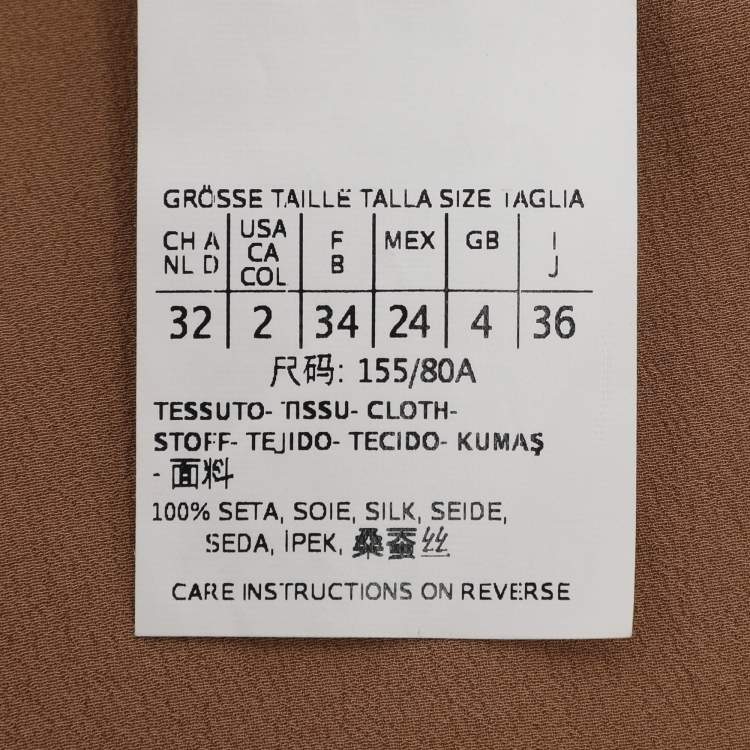 GRÖSSE TAILLE TALLA SIZE TAGLIA
CH A NL D | USA CA COL | F B | MEX | GB | I J
32 | 2 | 34 | 24 | 4 | 36
尺码: 155/80A
TESSUTO- TISSU- CLOTH-
STOFF- TEJIDO- TECIDO- KUMAŞ
- 面料
100% SETA, SOIE, SILK, SEIDE,
SEDA, İPEK, 桑蚕丝
CARE INSTRUCTIONS ON REVERSE